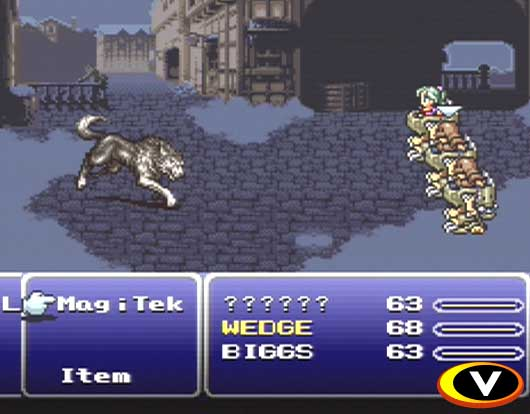 L MagiTek
Item
?????? 63
WEDGE 68
BIGGS 63
V